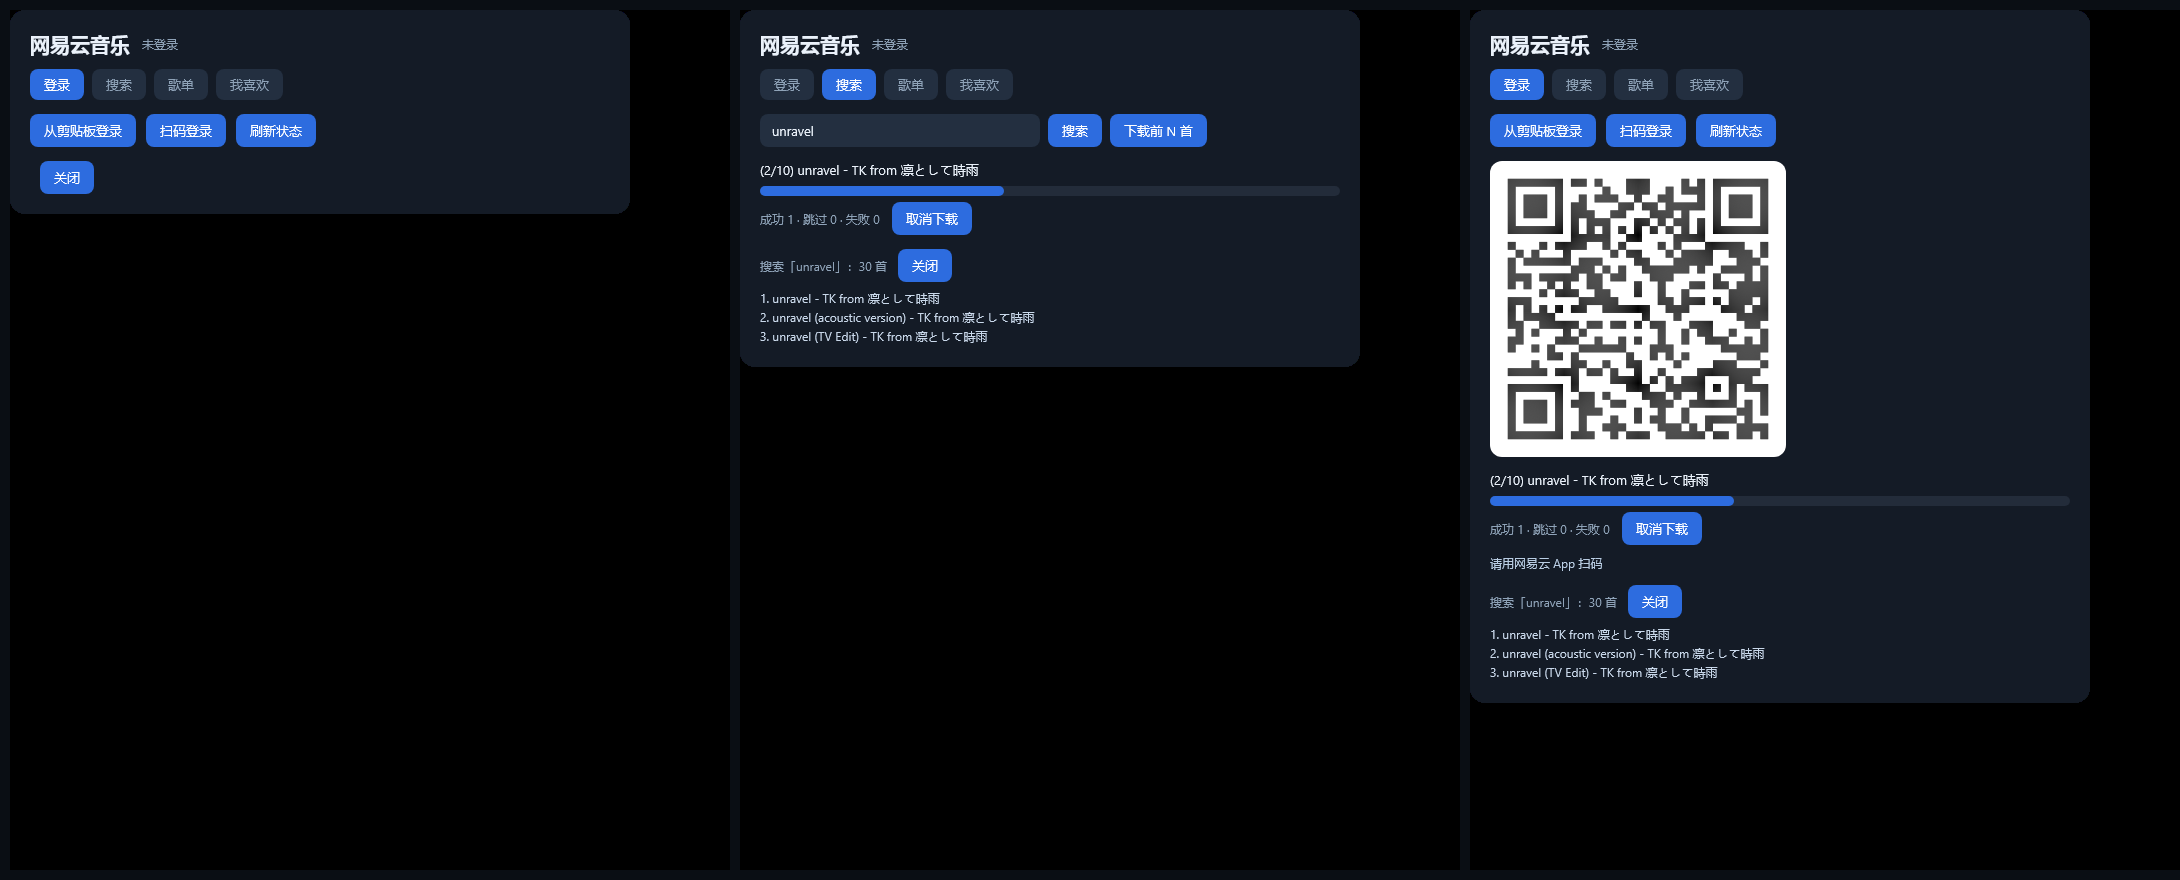 网易云音乐 未登录
登录 搜索 歌单 我喜欢
从剪贴板登录 扫码登录 刷新状态
关闭
网易云音乐 未登录
登录 搜索 歌单 我喜欢
unravel 搜索 下载前 N 首
(2/10) unravel - TK from 凛として時雨
成功 1 · 跳过 0 · 失败 0 取消下载
搜索「unravel」: 30 首 关闭
1. unravel - TK from 凛として時雨
2. unravel (acoustic version) - TK from 凛として時雨
3. unravel (TV Edit) - TK from 凛として時雨
网易云音乐 未登录
登录 搜索 歌单 我喜欢
从剪贴板登录 扫码登录 刷新状态
(2/10) unravel - TK from 凛として時雨
成功 1 · 跳过 0 · 失败 0 取消下载
请用网易云 App 扫码
搜索「unravel」: 30 首 关闭
1. unravel - TK from 凛として時雨
2. unravel (acoustic version) - TK from 凛として時雨
3. unravel (TV Edit) - TK from 凛として時雨